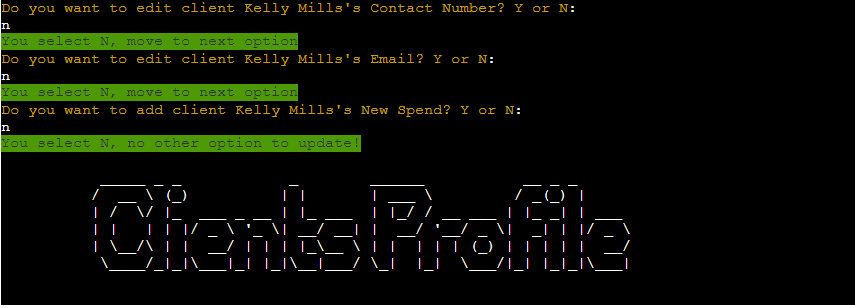 Do you want to edit client Kelly Mills's Contact Number? Y or N:
n
You select N, move to next option
Do you want to edit client Kelly Mills's Email? Y or N:
n
You select N, move to next option
Do you want to add client Kelly Mills's New Spend? Y or N:
n
You select N, no other option to update!
ClientsProfile